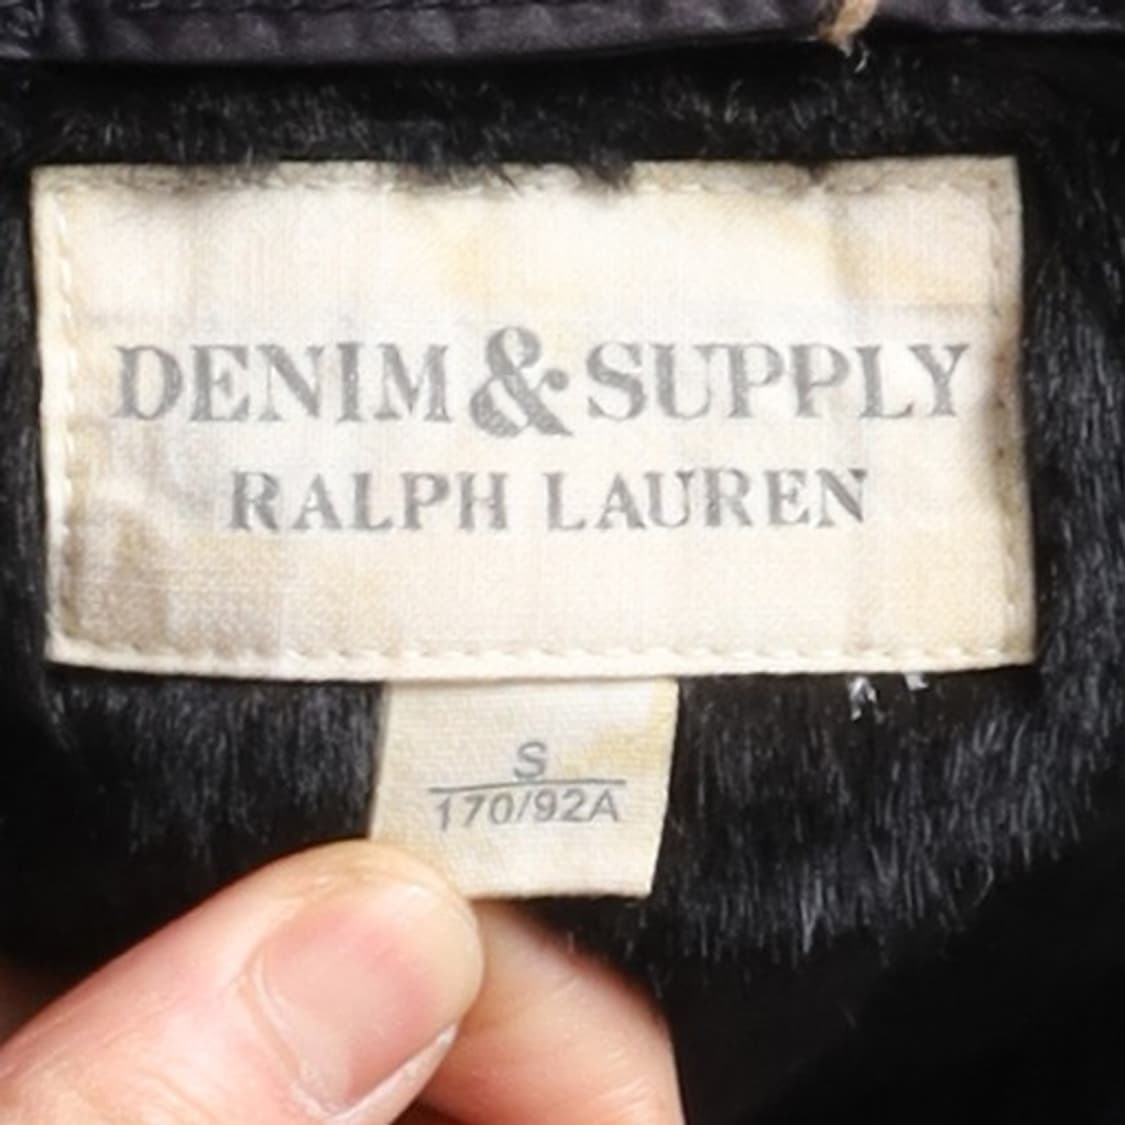 DENIM & SUPPLY
RALPH LAUREN
S
170/92A